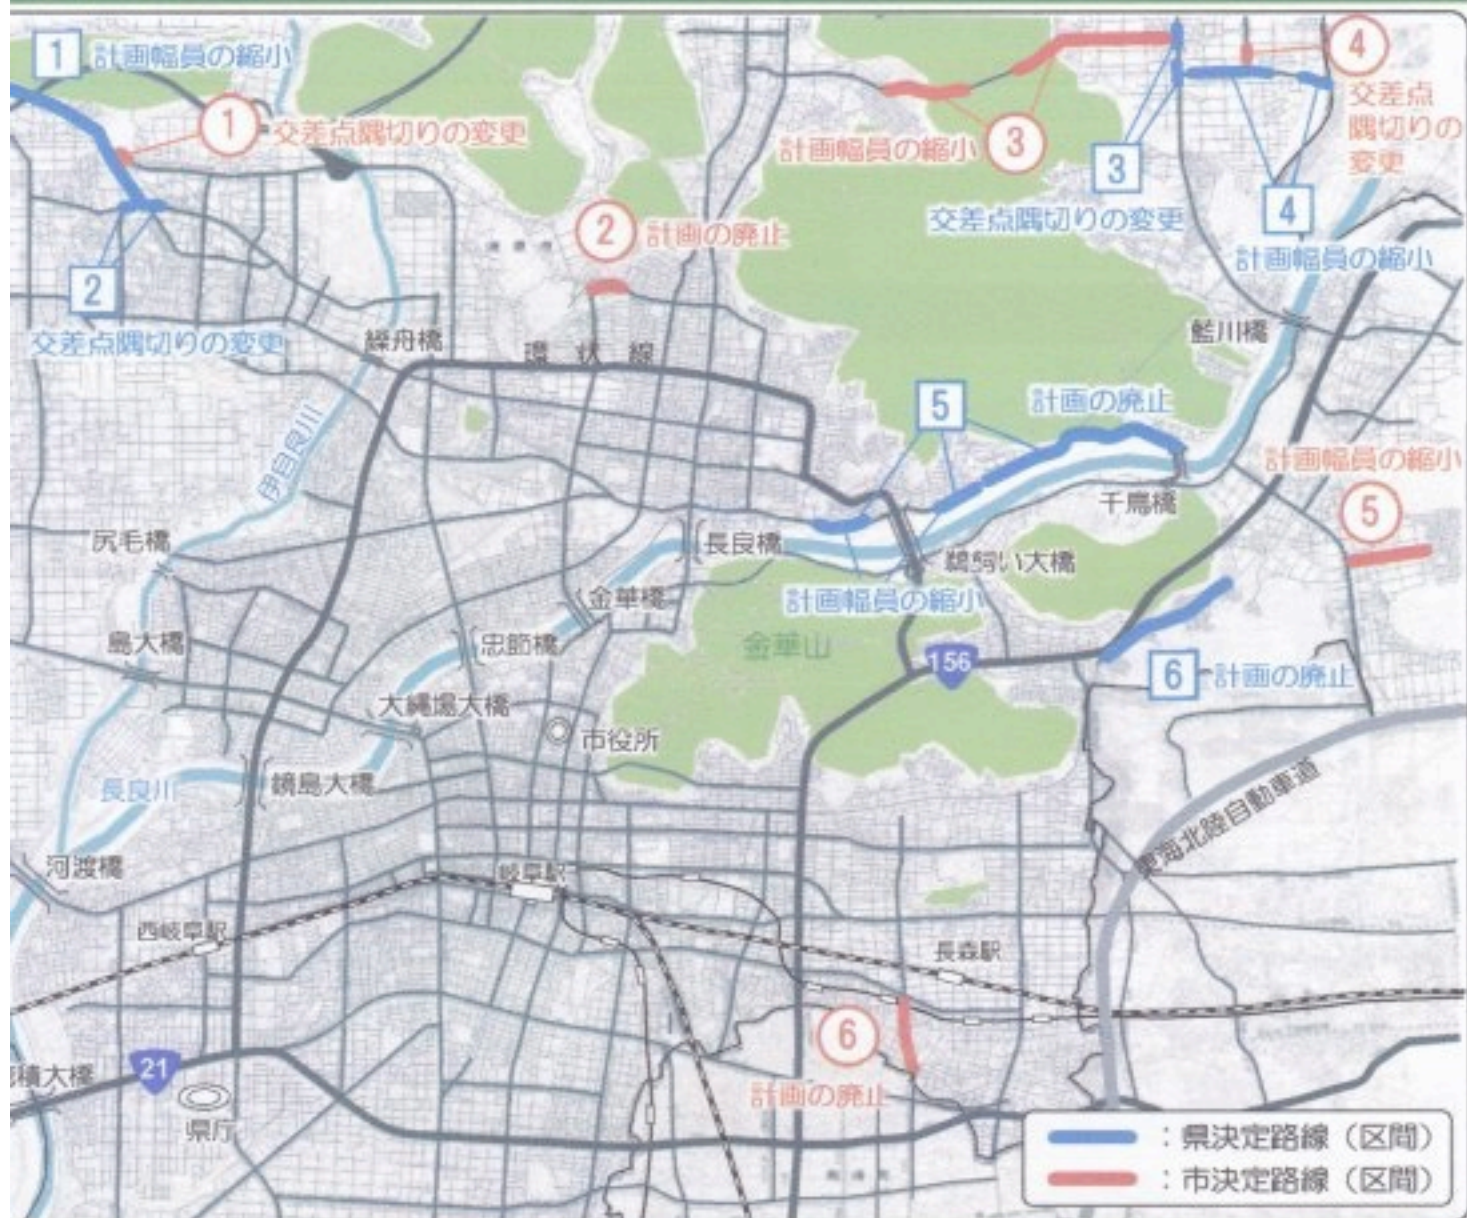 1 計画幅員の縮小
1 交差点隅切りの変更
2
交差点隅切りの変更
2 計画の廃止
計画幅員の縮小 3
3
交差点隅切りの変更
4
交差点
隅切りの
変更
4
計画幅員の縮小
藍川橋
繰舟橋
環状線
伊自良川
5
計画の廃止
計画幅員の縮小
5
千鳥橋
尻毛橋
長良橋
鵜飼い大橋
計画幅員の縮小
金華橋
金華山
島大橋
忠節橋
156
6 計画の廃止
大縄場大橋
市役所
長良川
鏡島大橋
東海北陸自動車道
河渡橋
岐阜駅
西岐阜駅
長森駅
6
計画の廃止
21
積大橋
県庁
:県決定路線(区間)
:市決定路線(区間)